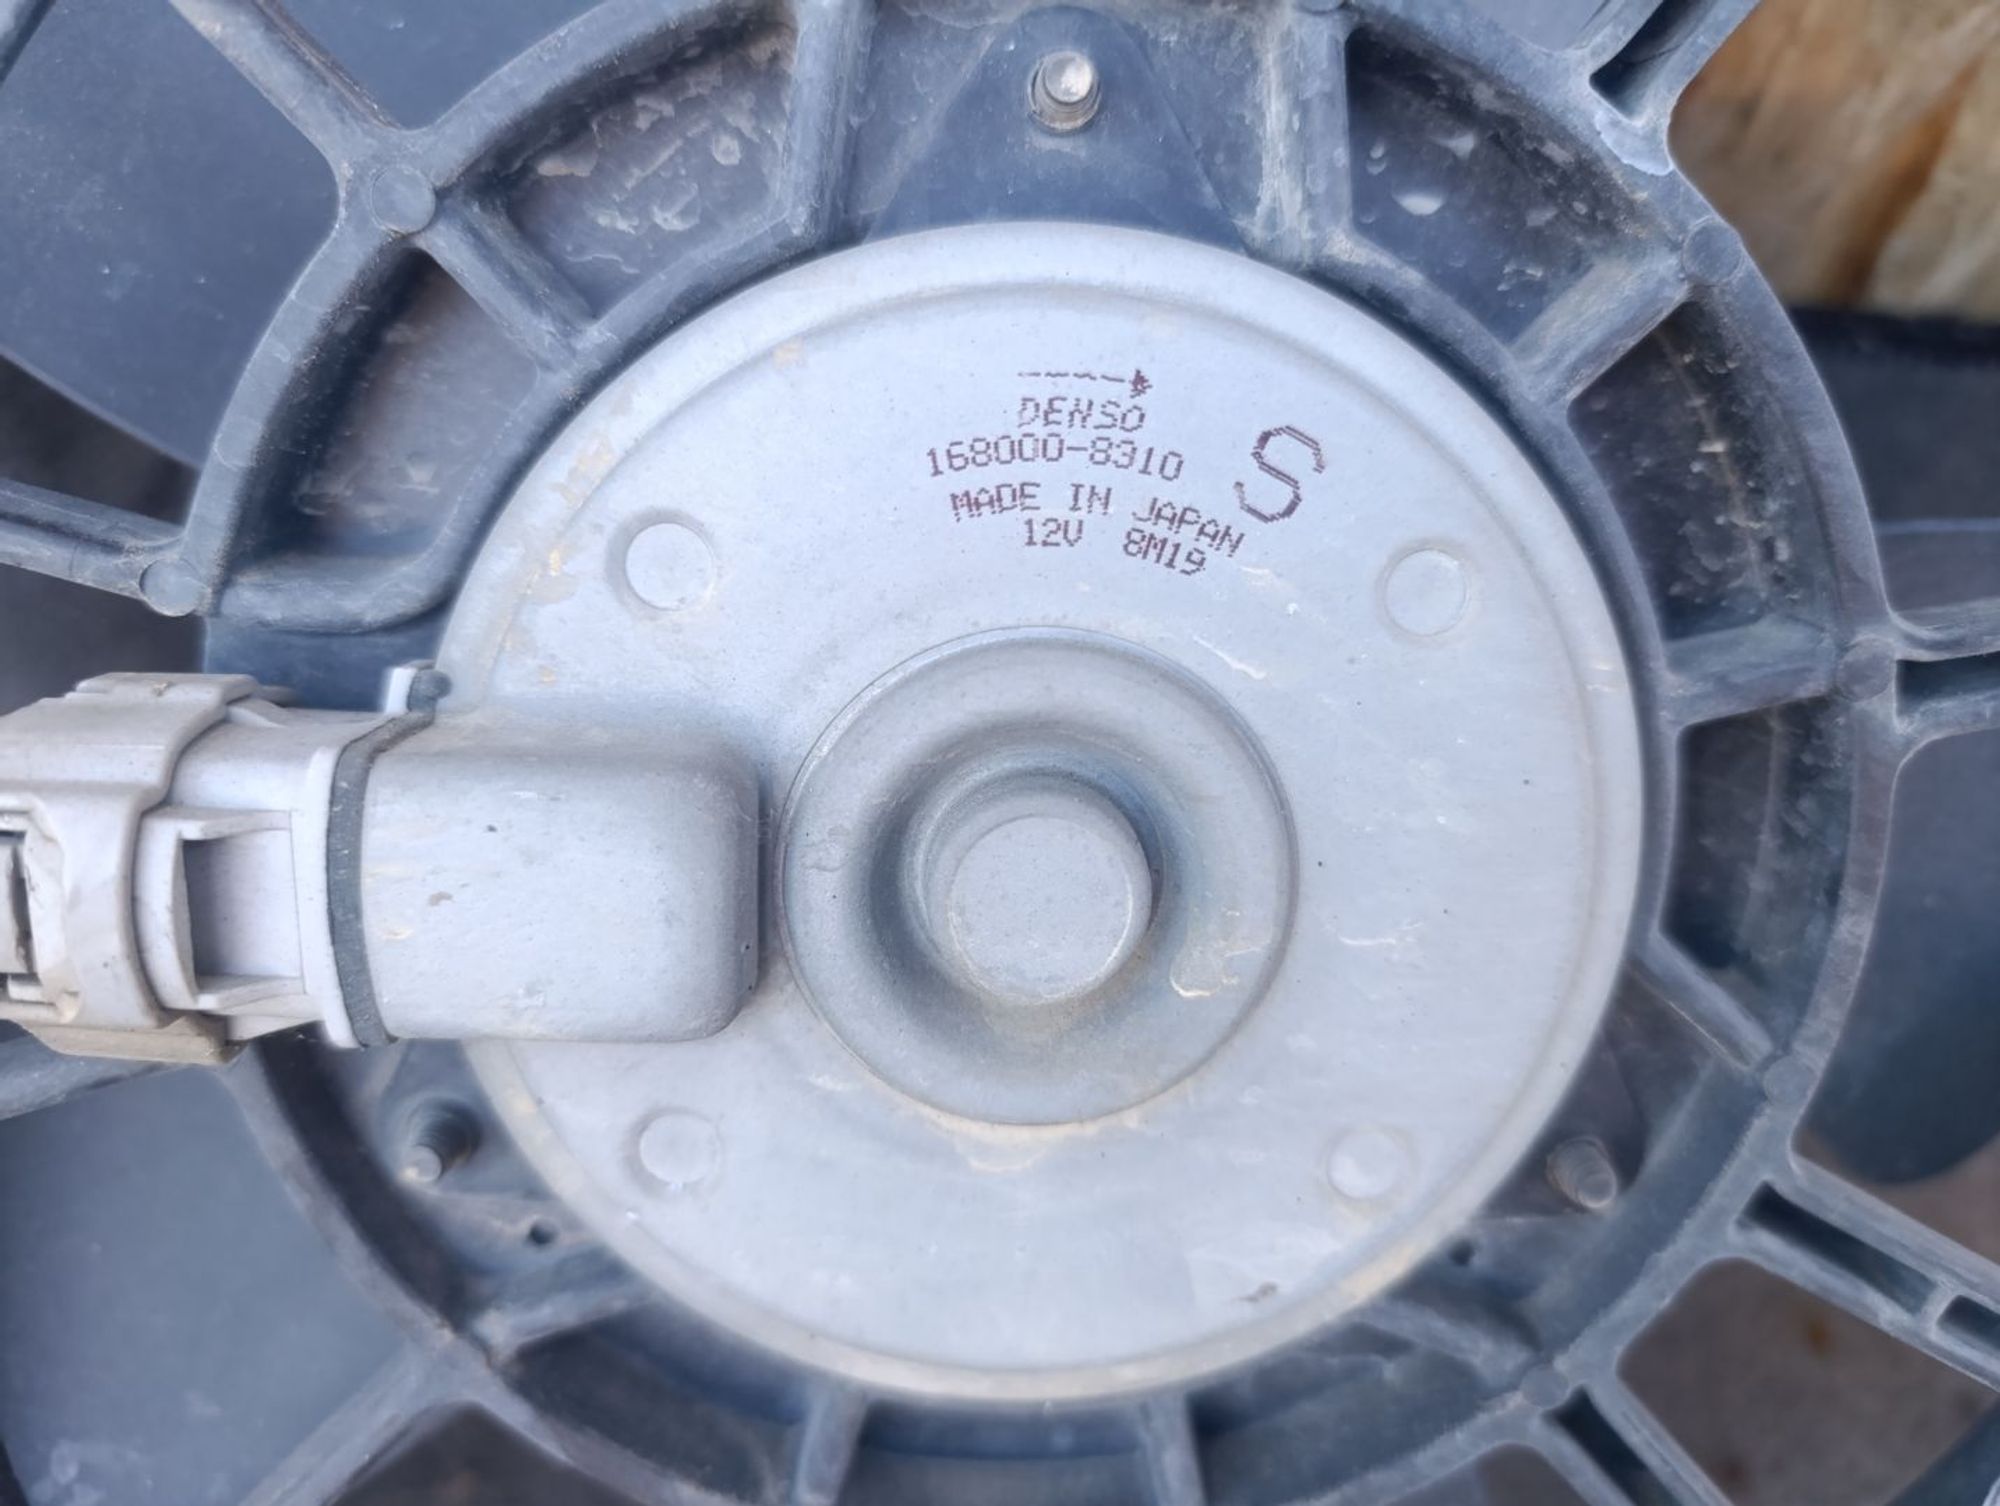 DENSO
168000-8310
S
MADE IN JAPAN
12V 8M19